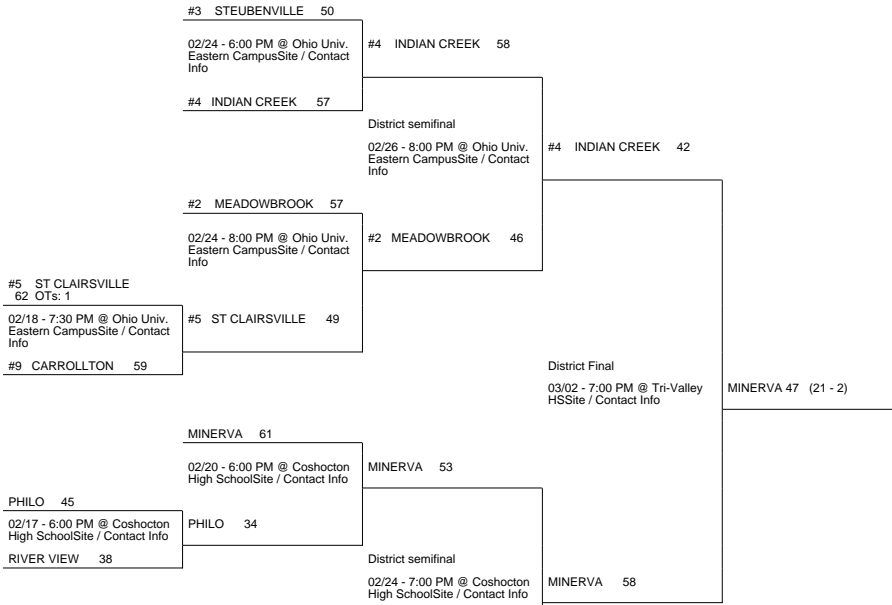 #3 STEUBENVILLE 50
02/24 - 6:00 PM @ Ohio Univ.
Eastern CampusSite / Contact
Info
#4 INDIAN CREEK 58
#4 INDIAN CREEK 57
District semifinal
02/26 - 8:00 PM @ Ohio Univ.
Eastern CampusSite / Contact
Info
#4 INDIAN CREEK 42
#2 MEADOWBROOK 57
02/24 - 8:00 PM @ Ohio Univ.
Eastern CampusSite / Contact
Info
#2 MEADOWBROOK 46
#5 ST CLAIRSVILLE
62 OTs: 1
02/18 - 7:30 PM @ Ohio Univ.
Eastern CampusSite / Contact
Info
#5 ST CLAIRSVILLE 49
#9 CARROLLTON 59
District Final
03/02 - 7:00 PM @ Tri-Valley
HSSite / Contact Info
MINERVA 47 (21 - 2)
MINERVA 61
02/20 - 6:00 PM @ Coshocton
High SchoolSite / Contact Info
MINERVA 53
PHILO 45
02/17 - 6:00 PM @ Coshocton
High SchoolSite / Contact Info
PHILO 34
RIVER VIEW 38
District semifinal
02/24 - 7:00 PM @ Coshocton
High SchoolSite / Contact Info
MINERVA 58